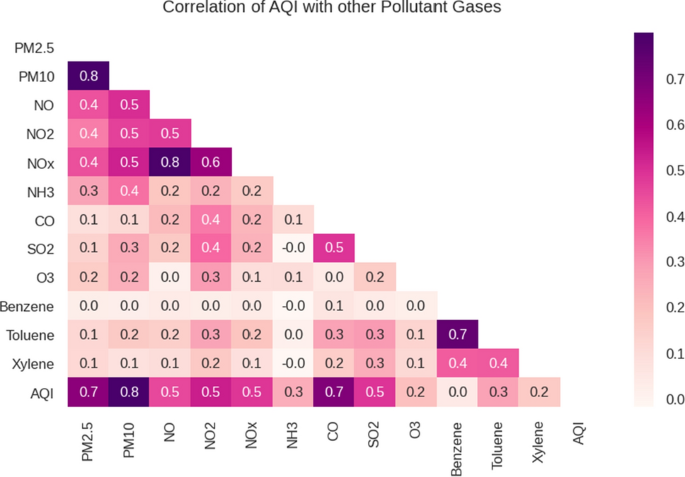 Correlation of AQI with other Pollutant Gases
PM2.5
PM10 0.8
NO 0.4 0.5
NO2 0.4 0.5 0.5
NOx 0.4 0.5 0.8 0.6
NH3 0.3 0.4 0.2 0.2 0.2
CO 0.1 0.1 0.2 0.4 0.2 0.1
SO2 0.1 0.3 0.2 0.4 0.2 -0.0 0.5
O3 0.2 0.2 0.0 0.3 0.1 0.1 0.0 0.2
Benzene 0.0 0.0 0.0 0.0 0.0 -0.0 0.1 0.0 0.0
Toluene 0.1 0.2 0.2 0.3 0.2 0.0 0.3 0.3 0.1 0.7
Xylene 0.1 0.1 0.1 0.2 0.1 -0.0 0.2 0.3 0.1 0.4 0.4
AQI 0.7 0.8 0.5 0.5 0.5 0.3 0.7 0.5 0.2 0.0 0.3 0.2
PM2.5 PM10 NO NO2 NOx NH3 CO SO2 O3 Benzene Toluene Xylene AQI
0.7
0.6
0.5
0.4
0.3
0.2
0.1
0.0